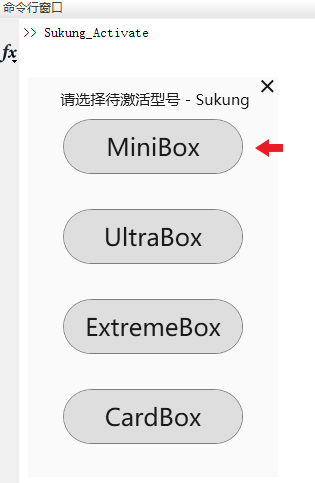 命令行窗口
>> Sukung_Activate
fx
请选择待激活型号 - Sukung
MiniBox
UltraBox
ExtremeBox
CardBox